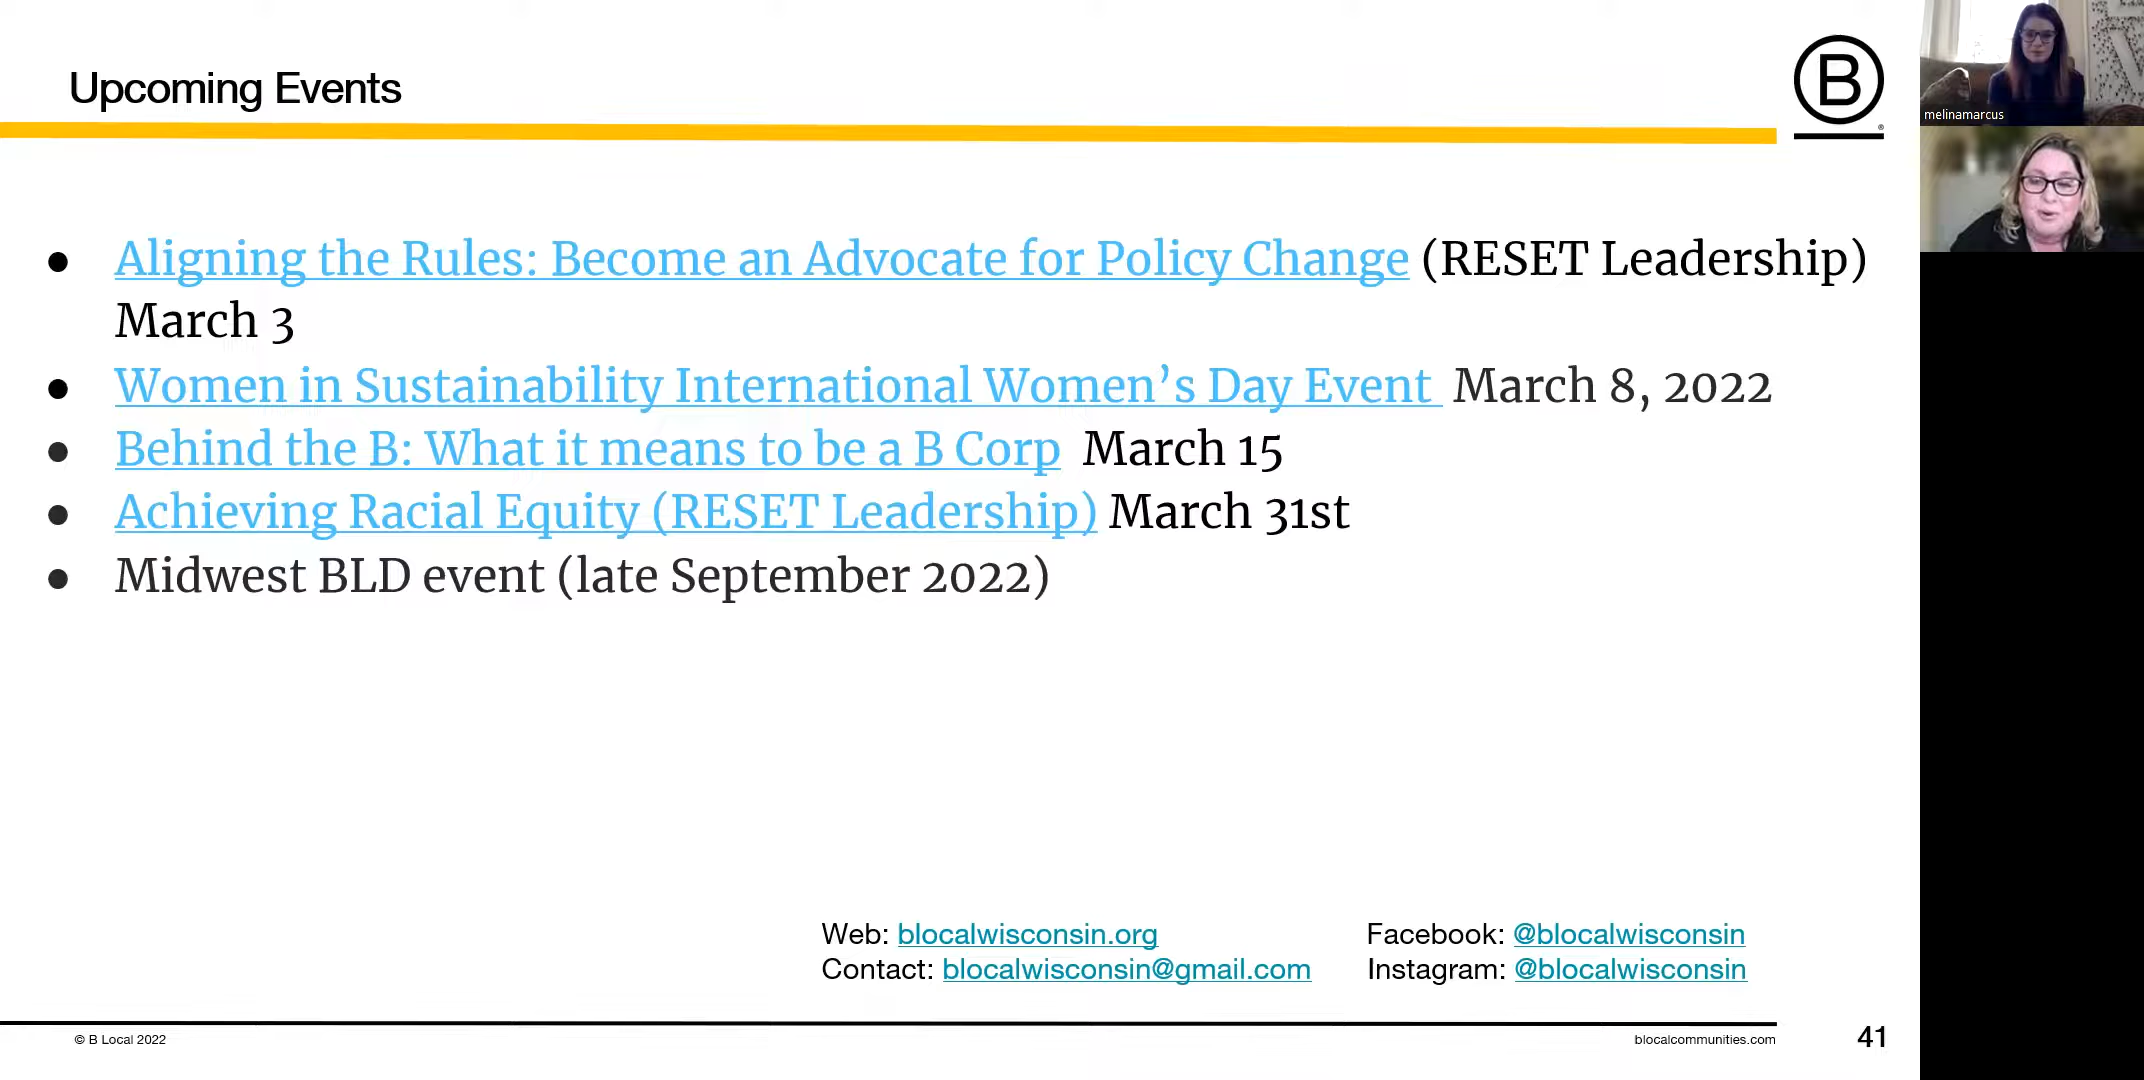 Upcoming Events
B
®
melinamarcus
● Aligning the Rules: Become an Advocate for Policy Change (RESET Leadership)
March 3
● Women in Sustainability International Women’s Day Event March 8, 2022
● Behind the B: What it means to be a B Corp March 15
● Achieving Racial Equity (RESET Leadership) March 31st
● Midwest BLD event (late September 2022)
Web: blocalwisconsin.org
Contact: blocalwisconsin@gmail.com
Facebook: @blocalwisconsin
Instagram: @blocalwisconsin
© B Local 2022
blocalcommunities.com
41